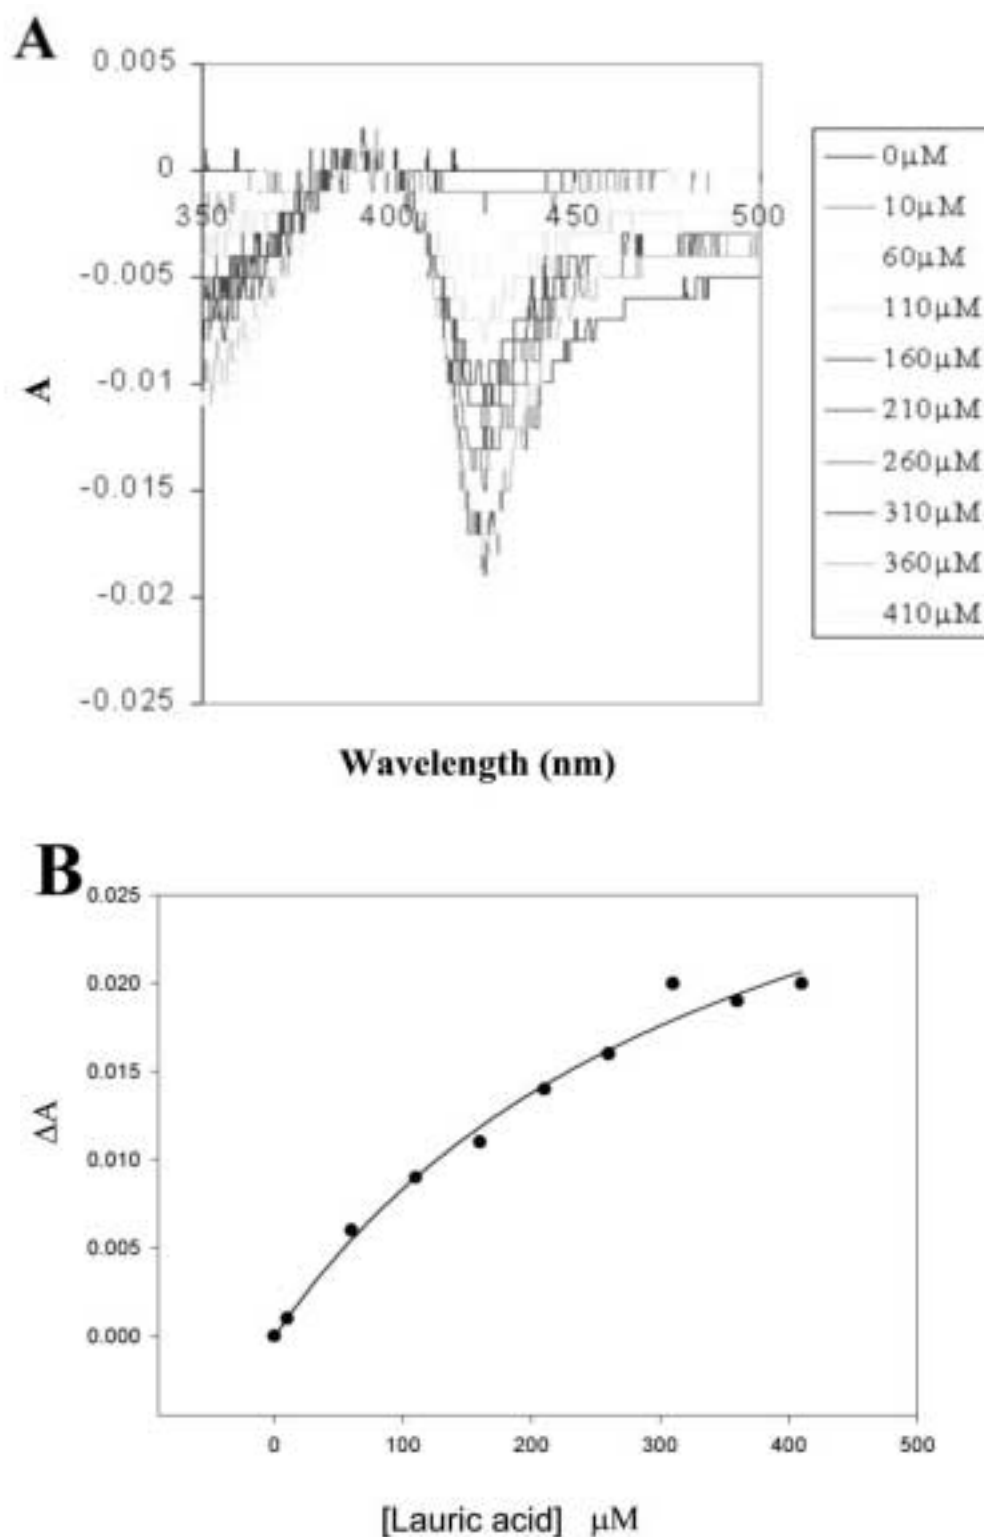 A
0.005
0
350 400 450 500
-0.005
-0.01
-0.015
-0.02
-0.025
A
Wavelength (nm)
0µM
10µM
60µM
110µM
160µM
210µM
260µM
310µM
360µM
410µM
B
0.025
0.020
0.015
0.010
0.005
0.000
ΔA
0 100 200 300 400 500
[Lauric acid] µM